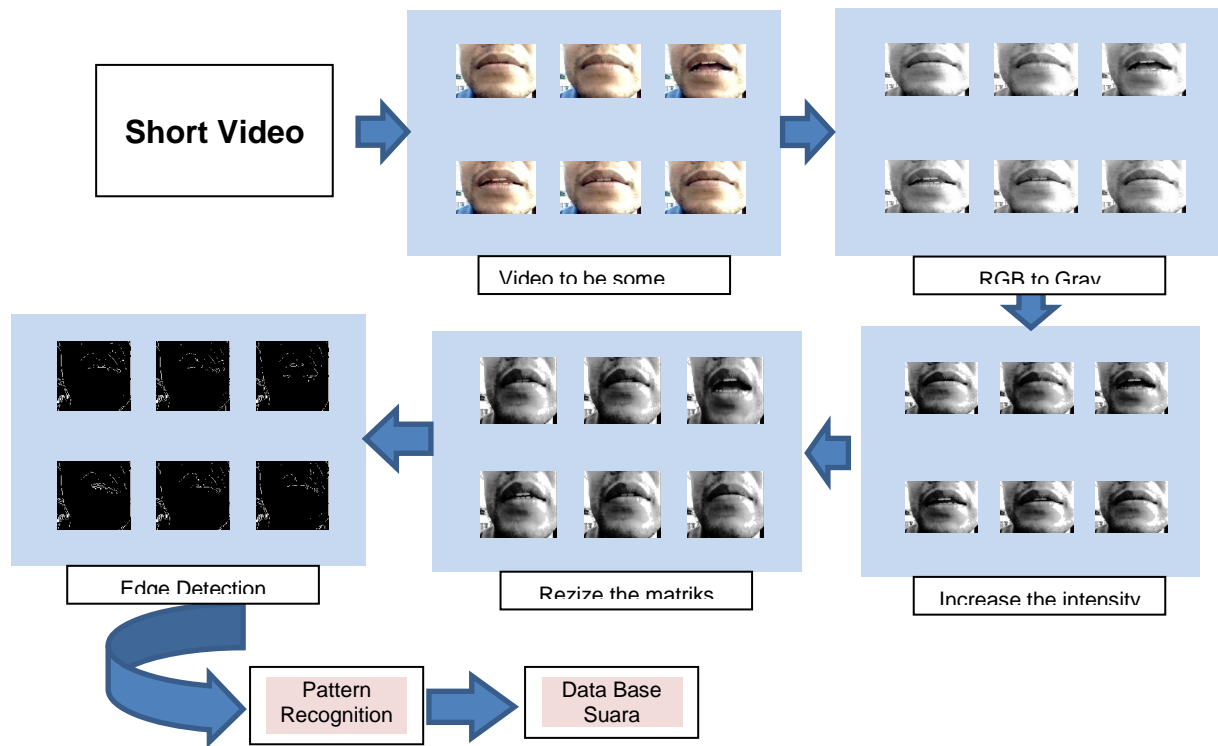 Short Video
Video to be some
RGB to Gray
Increase the intensity
Rezize the matriks
Edge Detection
Pattern
Recognition
Data Base
Suara